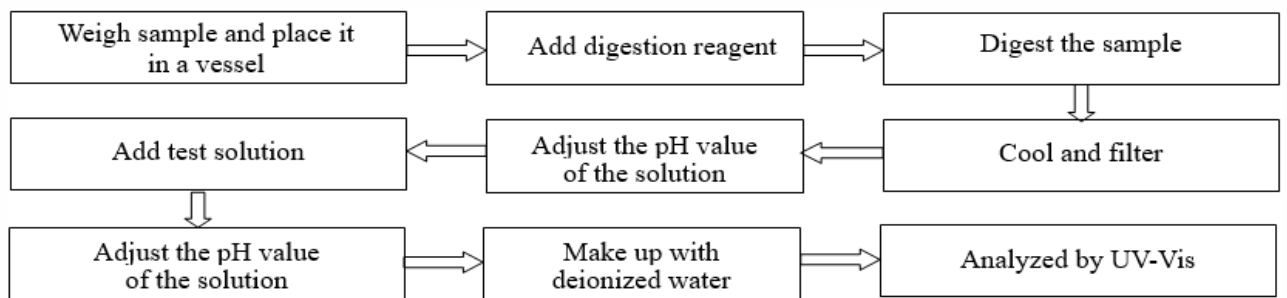 Weigh sample and place it
in a vessel
Add digestion reagent
Digest the sample
Cool and filter
Adjust the pH value
of the solution
Add test solution
Adjust the pH value
of the solution
Make up with
deionized water
Analyzed by UV-Vis